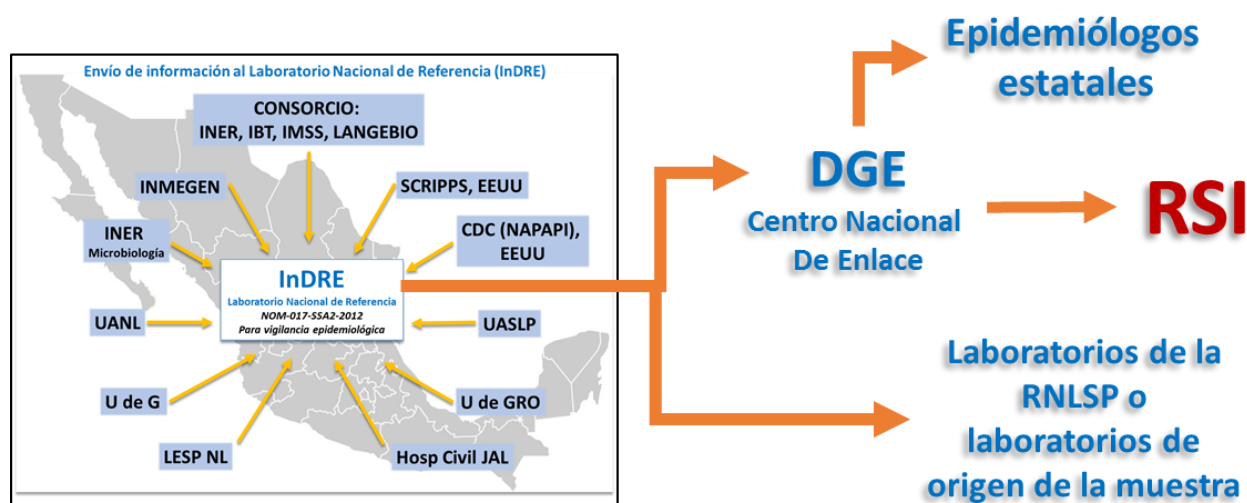 Envío de información al Laboratorio Nacional de Referencia (InDRE)
CONSORCIO:
INER, IBT, IMSS, LANGEBIO
INMEGEN
SCRIPPS, EEUU
INER
Microbiología
CDC (NAPAPI),
EEUU
InDRE
Laboratorio Nacional de Referencia
NOM-017-SSA2-2012
Para vigilancia epidemiológica
UANL
UASLP
U de G
U de GRO
LESP NL
Hosp Civil JAL
Epidemiólogos
estatales
DGE
Centro Nacional
De Enlace
RSI
Laboratorios de la
RNLSP o
laboratorios de
origen de la muestra